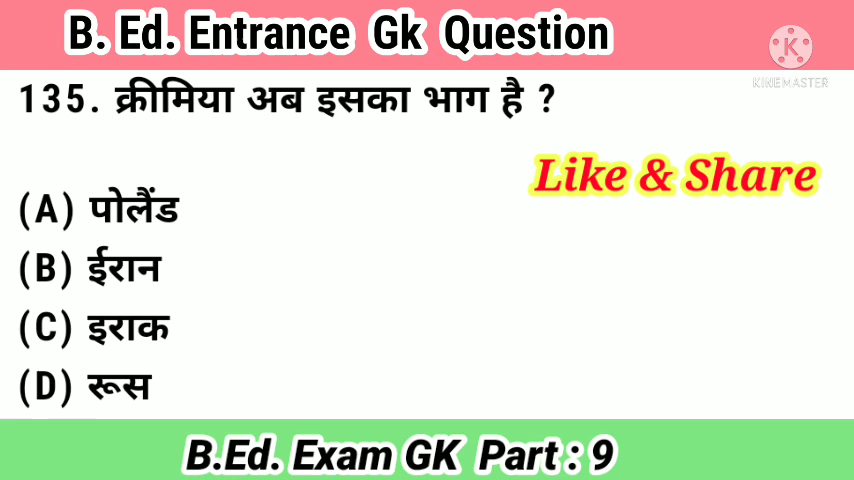 B. Ed. Entrance Gk Question
KINEMASTER
135. क्रीमिया अब इसका भाग है ?
Like & Share
(A) पोलैंड
(B) ईरान
(C) इराक
(D) रूस
B.Ed. Exam GK Part : 9